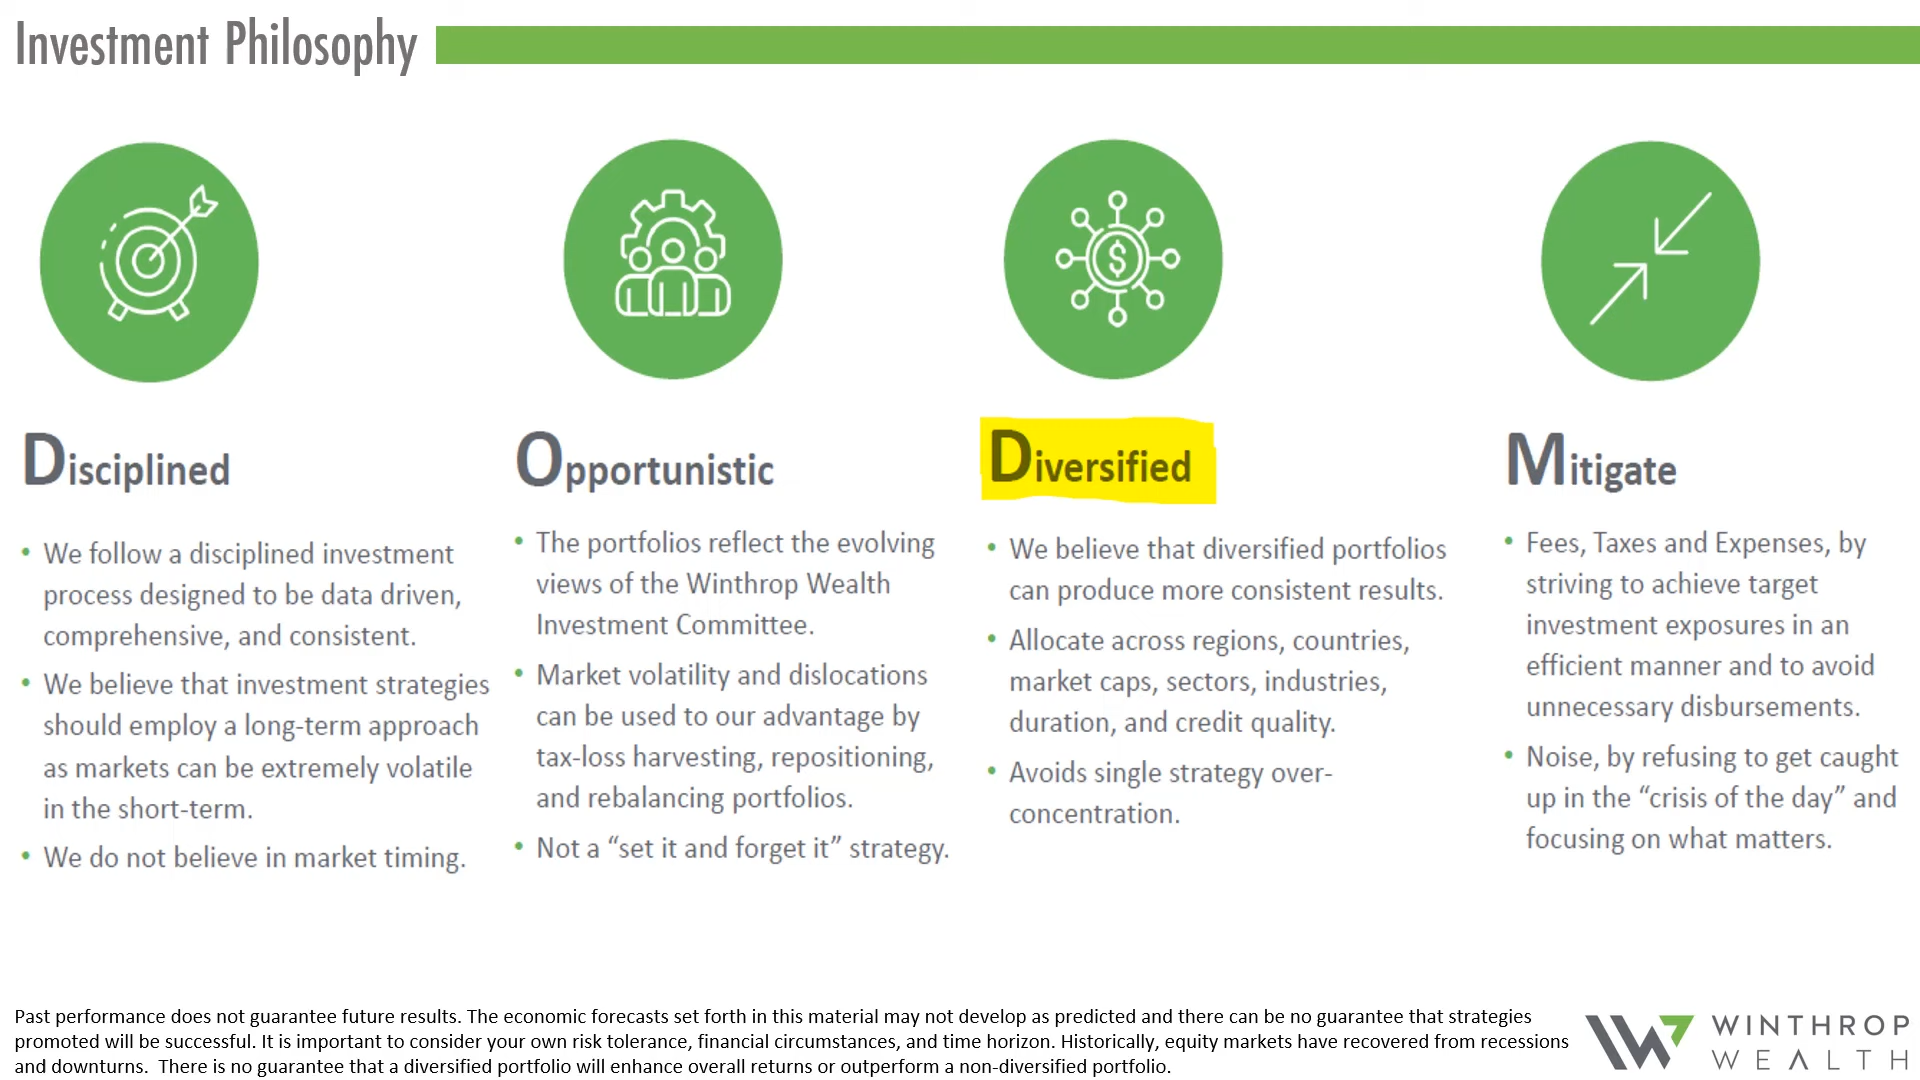 Investment Philosophy
$
Disciplined
• We follow a disciplined investment
process designed to be data driven,
comprehensive, and consistent.
• We believe that investment strategies
should employ a long-term approach
as markets can be extremely volatile
in the short-term.
• We do not believe in market timing.
Opportunistic
• The portfolios reflect the evolving
views of the Winthrop Wealth
Investment Committee.
• Market volatility and dislocations
can be used to our advantage by
tax-loss harvesting, repositioning,
and rebalancing portfolios.
• Not a “set it and forget it” strategy.
Diversified
• We believe that diversified portfolios
can produce more consistent results.
• Allocate across regions, countries,
market caps, sectors, industries,
duration, and credit quality.
• Avoids single strategy over-
concentration.
Mitigate
• Fees, Taxes and Expenses, by
striving to achieve target
investment exposures in an
efficient manner and to avoid
unnecessary disbursements.
• Noise, by refusing to get caught
up in the “crisis of the day” and
focusing on what matters.
Past performance does not guarantee future results. The economic forecasts set forth in this material may not develop as predicted and there can be no guarantee that strategies
promoted will be successful. It is important to consider your own risk tolerance, financial circumstances, and time horizon. Historically, equity markets have recovered from recessions
and downturns.  There is no guarantee that a diversified portfolio will enhance overall returns or outperform a non-diversified portfolio.
WINTHROP
WEALTH